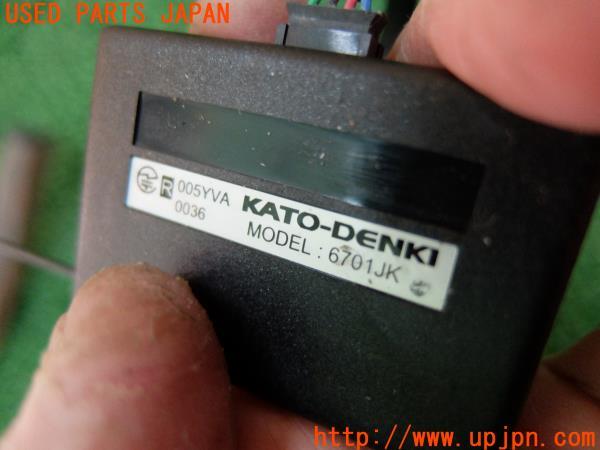 USED PARTS JAPAN
R 005YVA
0036
KATO-DENKI
MODEL : 6701JK
http://www.upjpn.com/